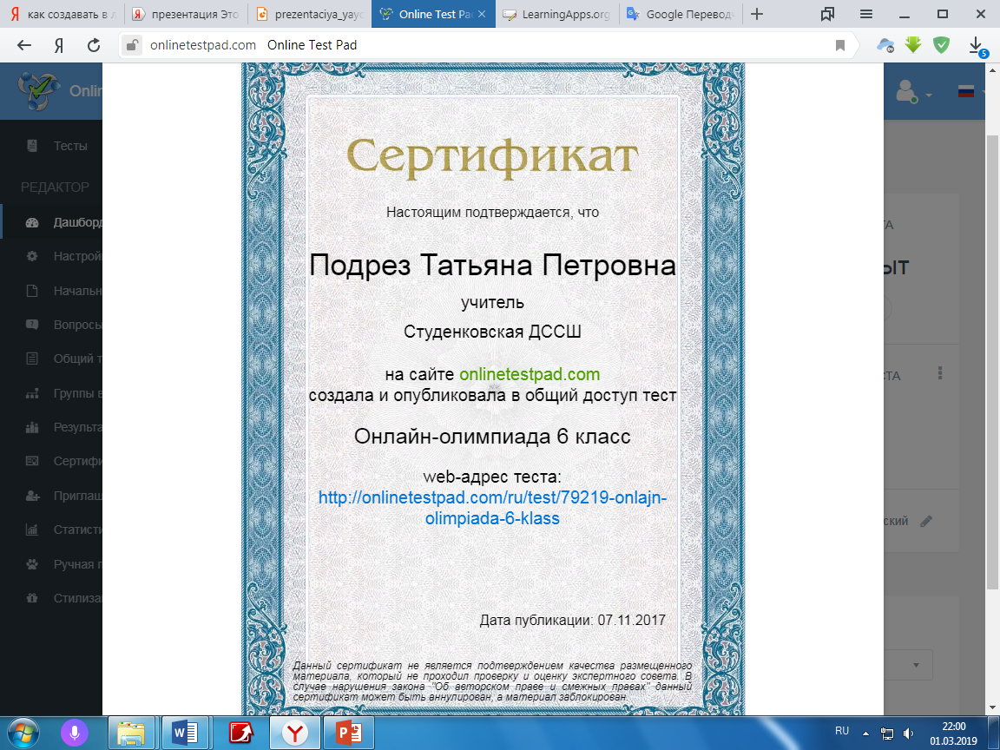 как создавать в л
презентация Это
prezentaciya_yayc
Online Test Pa
LearningApps.org
Google Переводч
onlinetestpad.com Online Test Pad
5
Onlin
Тесты
РЕДАКТОР
Дашборд
Настрой
Начальн
Вопросы
Общий т
Группы в
Результа
Сертифи
Приглаш
Статисти
Ручная п
Стилиза
Сертификат
Настоящим подтверждается, что
Подрез Татьяна Петровна
учитель
Студенковская ДССШ
на сайте onlinetestpad.com
создала и опубликовала в общий доступ тест
Онлайн-олимпиада 6 класс
web-адрес теста:
http://onlinetestpad.com/ru/test/79219-onlajn-
olimpiada-6-klass
Дата публикации: 07.11.2017
Данный сертификат не является подтверждением качества размещенного
материала, который не проходил проверку и оценку экспертного совета. В
случае нарушения закона "Об авторском праве и смежных правах" данный
сертификат может быть аннулирован, а материал заблокирован.
ТА
ЫТ
СТА
ский
RU
22:00
01.03.2019